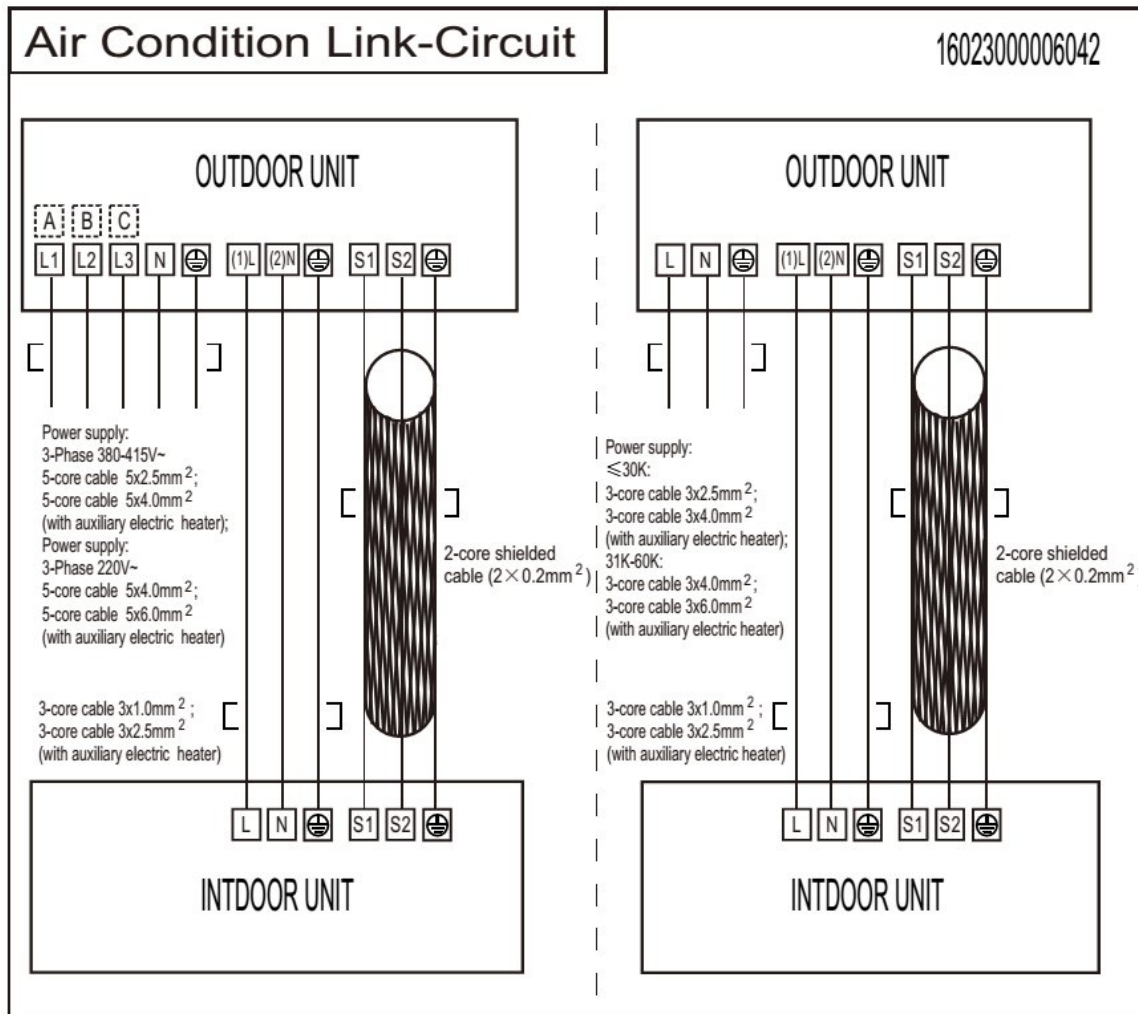 Air Condition Link-Circuit
16023000006042
OUTDOOR UNIT
A B C
L1 L2 L3 N (1)L (2)N S1 S2
Power supply:
3-Phase 380-415V~
5-core cable 5x2.5mm²;
5-core cable 5x4.0mm²
(with auxiliary electric heater);
Power supply:
3-Phase 220V~
5-core cable 5x4.0mm²;
5-core cable 5x6.0mm²
(with auxiliary electric heater)
2-core shielded
cable (2×0.2mm²)
3-core cable 3x1.0mm²;
3-core cable 3x2.5mm²
(with auxiliary electric heater)
L N S1 S2
INTDOOR UNIT
OUTDOOR UNIT
L N (1)L (2)N S1 S2
Power supply:
≤30K:
3-core cable 3x2.5mm²;
3-core cable 3x4.0mm²
(with auxiliary electric heater);
31K-60K:
3-core cable 3x4.0mm²;
3-core cable 3x6.0mm²
(with auxiliary electric heater)
2-core shielded
cable (2×0.2mm²
3-core cable 3x1.0mm²;
3-core cable 3x2.5mm²
(with auxiliary electric heater)
L N S1 S2
INTDOOR UNIT